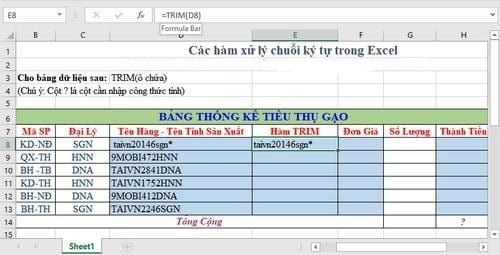 E8 =TRIM(D8)
Formula Bar
B C D E F G H
1 Các hàm xử lý chuỗi ký tự trong Excel
2
3 Cho bảng dữ liệu sau: TRIM(ô chứa)
4 (Chú ý: Cột ? là cột cần nhập công thức tính)
5
6 BẢNG THỐNG KÊ TIÊU THỤ GẠO
7 Mã SP Đại Lý Tên Hàng - Tên Tỉnh Sản Xuất Hàm TRIM Đơn Giá Số Lượng Thành Tiền
8 KD-NĐ SGN taivn20146sgn* taivn20146sgn*
9 QX-TH HNN 9MOBI472HNN
10 BH -TB DNA TAIVN2841DNA
11 KD-TB HNN TAIVN1752HNN
12 BH-NĐ DNA 9MOBI412DNA
13 BH-TH SGN TAIVN2246SGN
14 Tổng Cộng ?
15
Sheet1